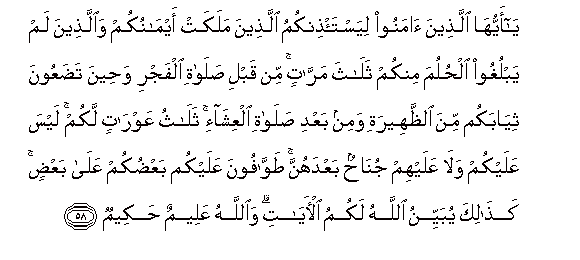 يَـٰٓأَيُّهَا ٱلَّذِينَ ءَامَنُوا۟ لِيَسْتَـْٔذِنكُمُ ٱلَّذِينَ مَلَكَتْ أَيْمَـٰنُكُمْ وَٱلَّذِينَ لَمْ
يَبْلُغُوا۟ ٱلْحُلُمَ مِنكُمْ ثَلَـٰثَ مَرَّٰتٍ ۚ مِّن قَبْلِ صَلَوٰةِ ٱلْفَجْرِ وَحِينَ تَضَعُونَ
ثِيَابَكُم مِّنَ ٱلظَّهِيرَةِ وَمِنۢ بَعْدِ صَلَوٰةِ ٱلْعِشَآءِ ۚ ثَلَـٰثُ عَوْرَٰتٍ لَّكُمْ ۚ لَيْسَ
عَلَيْكُمْ وَلَا عَلَيْهِمْ جُنَاحٌۢ بَعْدَهُنَّ ۚ طَوَّٰفُونَ عَلَيْكُم بَعْضُكُمْ عَلَىٰ بَعْضٍ ۚ
كَذَٰلِكَ يُبَيِّنُ ٱللَّهُ لَكُمُ ٱلْـَٔايَـٰتِ ۗ وَٱللَّهُ عَلِيمٌ حَكِيمٌ ٥٨